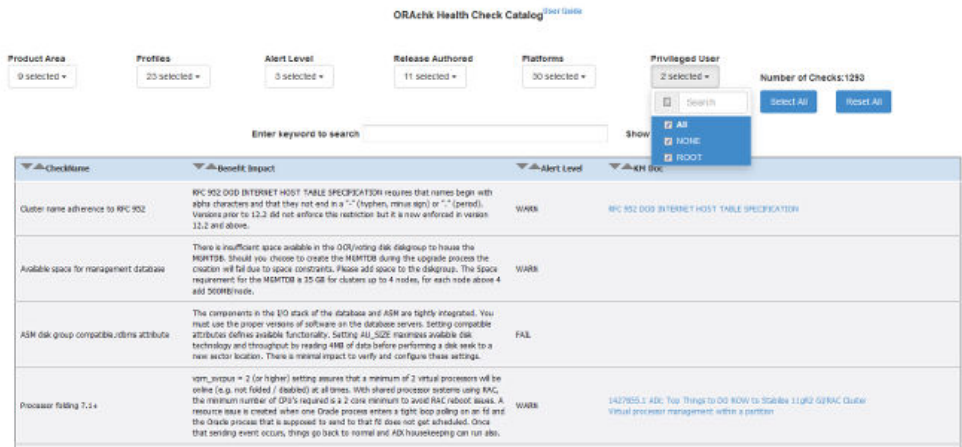 ORAchk Health Check Catalog User Guide
Product Area Profiles Alert Level Release Authored Platforms Privileged User
9 selected 23 selected 3 selected 11 selected 30 selected 2 selected
Number of Checks:1293
Search Select All Reset All
All
NONE
ROOT
Enter keyword to search Show
CheckName Benefit Impact Alert Level KM Doc
RFC 952 DOD INTERNET HOST TABLE SPECIFICATION requires that names begin with
alpha characters and that they not end in a "-" (hyphen, minus sign) or "." (period).
Cluster name adherence to RFC 952 WARN RFC 952 DOD INTERNET HOST TABLE SPECIFICATION
Versions prior to 12.2 did not enforce this restriction but it is now enforced in version
12.2 and above.
There is insufficient space available in the OCR/voting disk diskgroup to house the
MGMTDB. Should you choose to create the MGMTDB during the upgrade process the
Available space for management database WARN
creation will fail due to space constraints. Please add space to the diskgroup. The Space
requirement for the MGMTDB is 35 GB for clusters up to 4 nodes, for each node above 4
add 500MB/node.
The components in the I/O stack of the database and ASM are tightly integrated. You
must use the proper versions of software on the database servers. Setting compatible
ASM disk group compatible.rdbms attribute FAIL
attributes defines available functionality. Setting AU_SIZE maximizes available disk
technology and throughput by reading 4MB of data before performing a disk seek to a
new sector location. There is minimal impact to verify and configure these settings.
vpm_xvcpus = 2 (or higher) setting assures that a minimum of 2 virtual processors will be
online (e.g. not folded / disabled) at all times. With shared processor systems using RAC,
the minimum number of CPU's required is a 2 core minimum to avoid RAC reboot issues. A
Processor folding 7.1+ WARN 1427855.1 AIX: Top Things to DO NOW to Stabilize 11gR2 GI/RAC Cluster
Virtual processor management within a partition
resource issue is created when one Oracle process enters a tight loop polling on an fd and
the Oracle process that is supposed to send to that fd does not get scheduled. Once
that sending event occurs, things go back to normal and AIX housekeeping can run also.